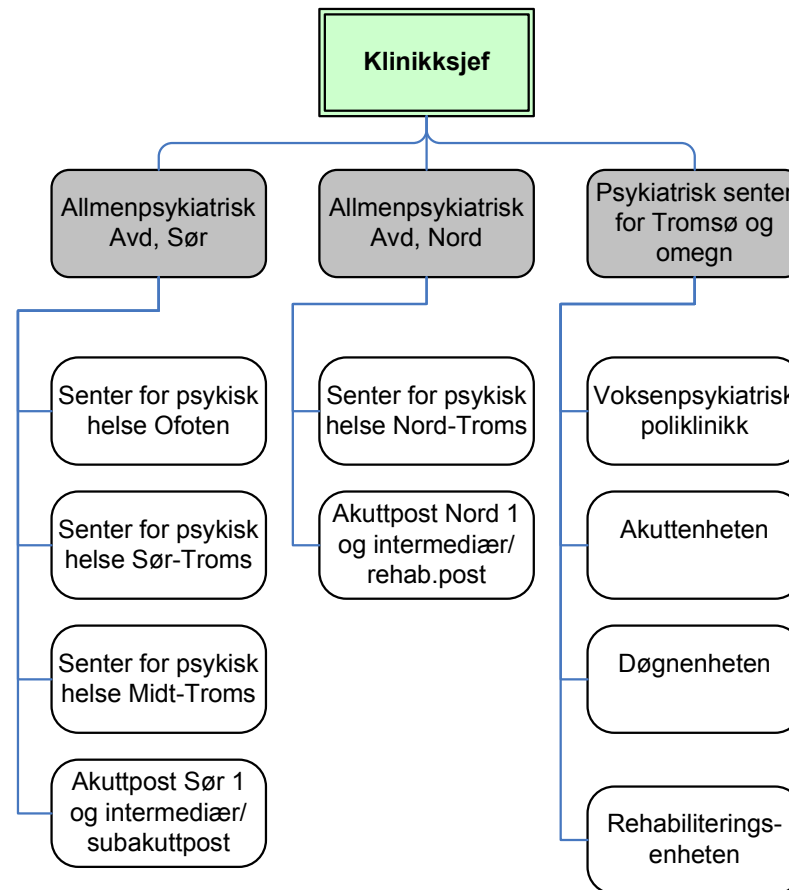 Klinikksjef
Allmenpsykiatrisk
Avd, Sør
Allmenpsykiatrisk
Avd, Nord
Psykiatrisk senter
for Tromsø og
omegn
Senter for psykisk
helse Ofoten
Senter for psykisk
helse Sør-Troms
Senter for psykisk
helse Midt-Troms
Akuttpost Sør 1
og intermediær/
subakuttpost
Senter for psykisk
helse Nord-Troms
Akuttpost Nord 1
og intermediær/
rehab.post
Voksenpsykiatrisk
poliklinikk
Akuttenheten
Døgnenheten
Rehabiliterings-
enheten